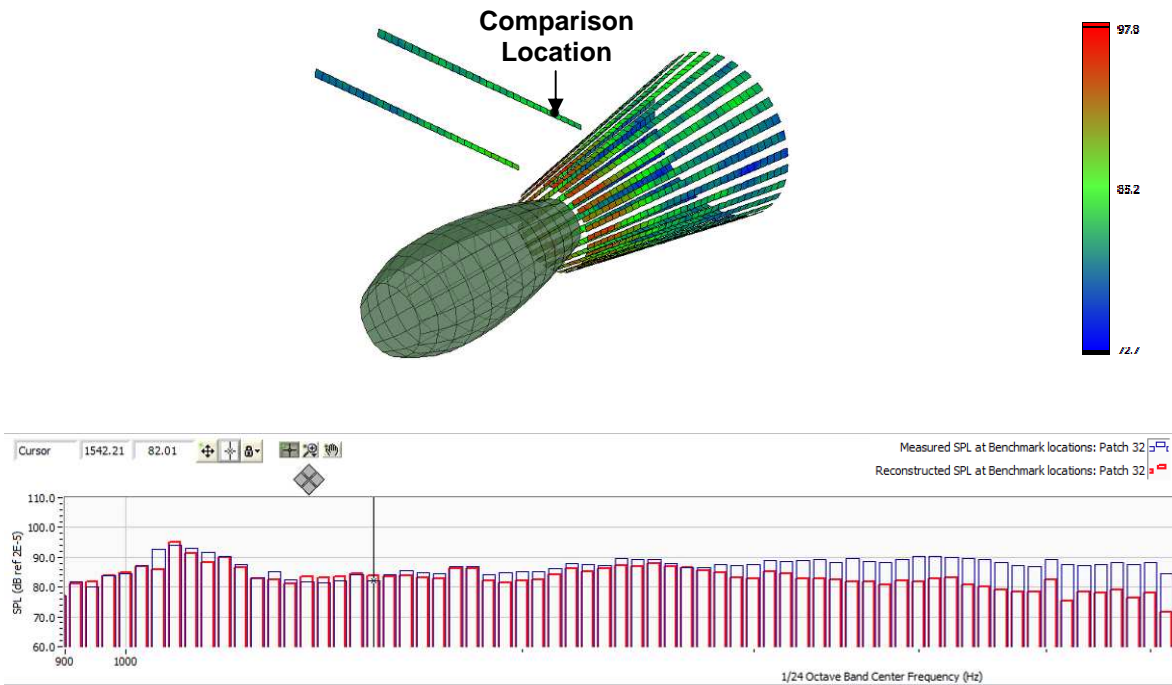 Comparison
Location
97.3
85.2
72.7
Cursor 1542.21 82.01
Measured SPL at Benchmark locations: Patch 32
Reconstructed SPL at Benchmark locations: Patch 32
110.0
100.0
90.0
80.0
70.0
60.0
SPL (dB ref 2E-5)
900 1000
1/24 Octave Band Center Frequency (Hz)